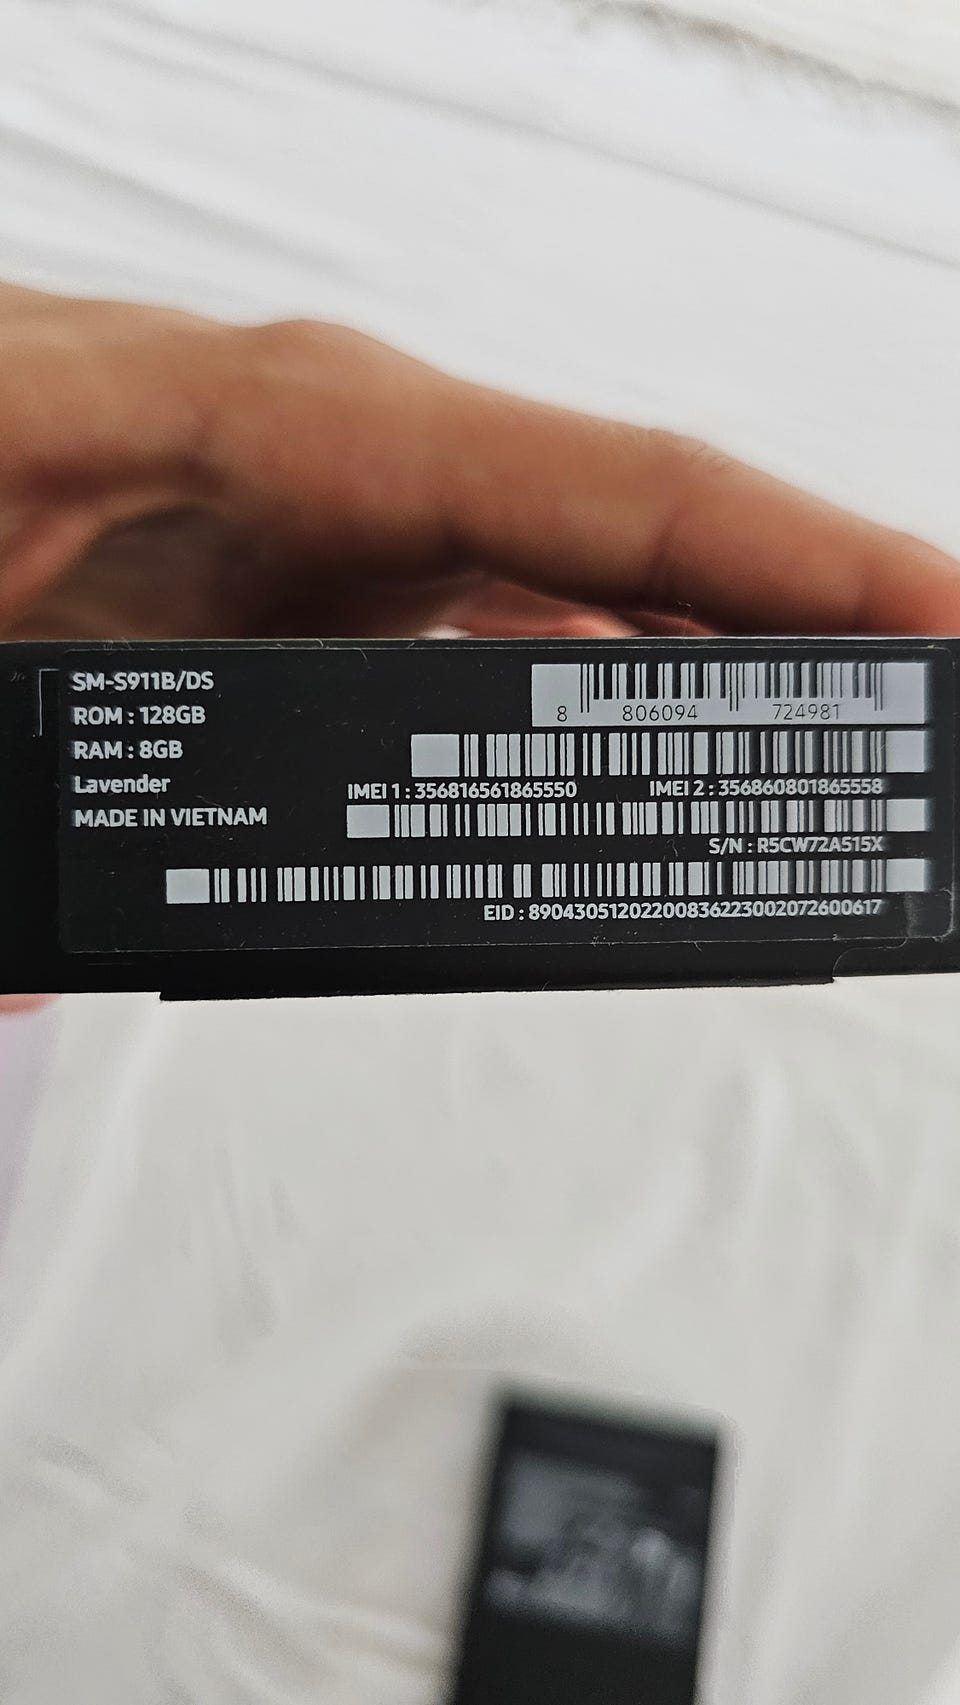 SM-S911B/DS
ROM : 128GB
RAM : 8GB
Lavender
MADE IN VIETNAM
8 806094 724981
IMEI 1 : 356816561865550 IMEI 2 : 356860801865558
S/N : R5CW72A515X
EID : 89043051202200836223002072600617